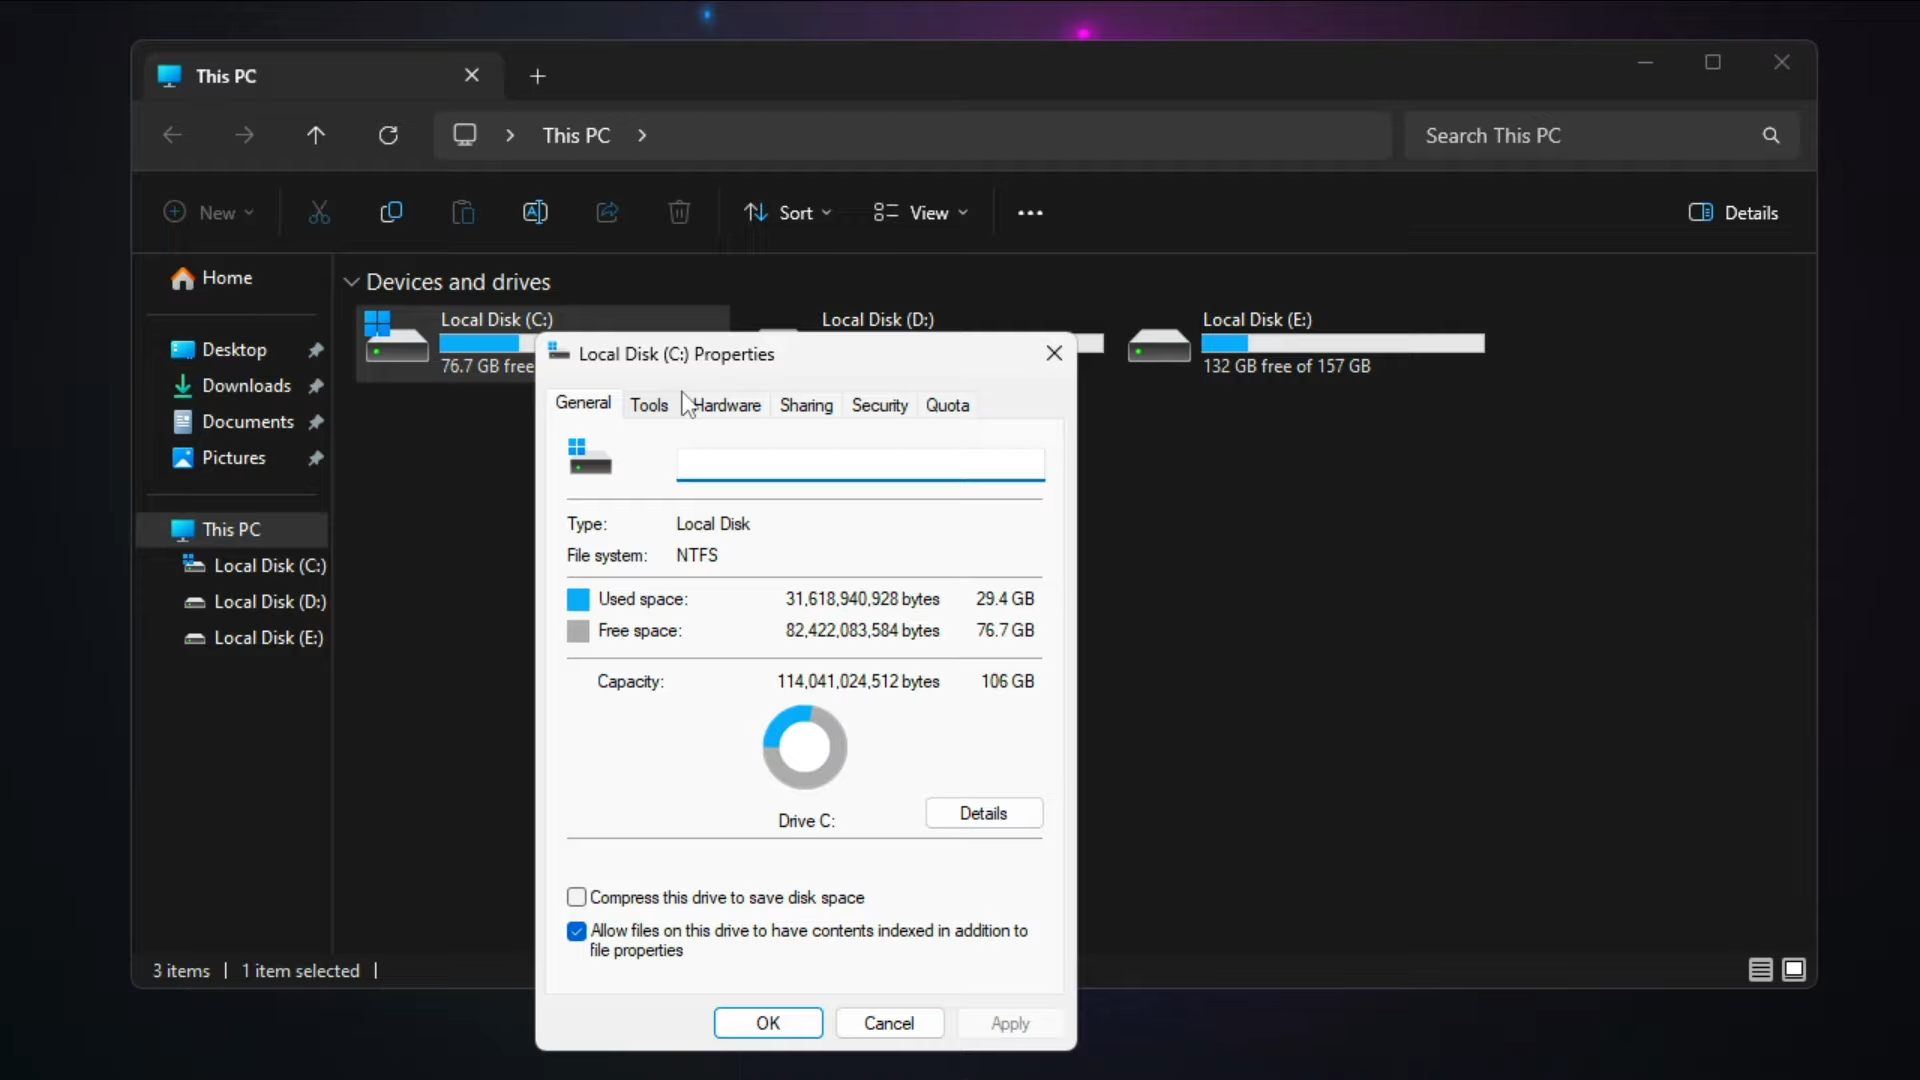 This PC
This PC
Search This PC
New
Sort
View
Details
Home
Desktop
Downloads
Documents
Pictures
This PC
Local Disk (C:)
Local Disk (D:)
Local Disk (E:)
Devices and drives
Local Disk (C:)
76.7 GB free
Local Disk (D:)
Local Disk (E:)
132 GB free of 157 GB
Local Disk (C:) Properties
General Tools Hardware Sharing Security Quota
Type: Local Disk
File system: NTFS
Used space: 31,618,940,928 bytes 29.4 GB
Free space: 82,422,083,584 bytes 76.7 GB
Capacity: 114,041,024,512 bytes 106 GB
Drive C:
Details
Compress this drive to save disk space
Allow files on this drive to have contents indexed in addition to
file properties
OK Cancel Apply
3 items 1 item selected